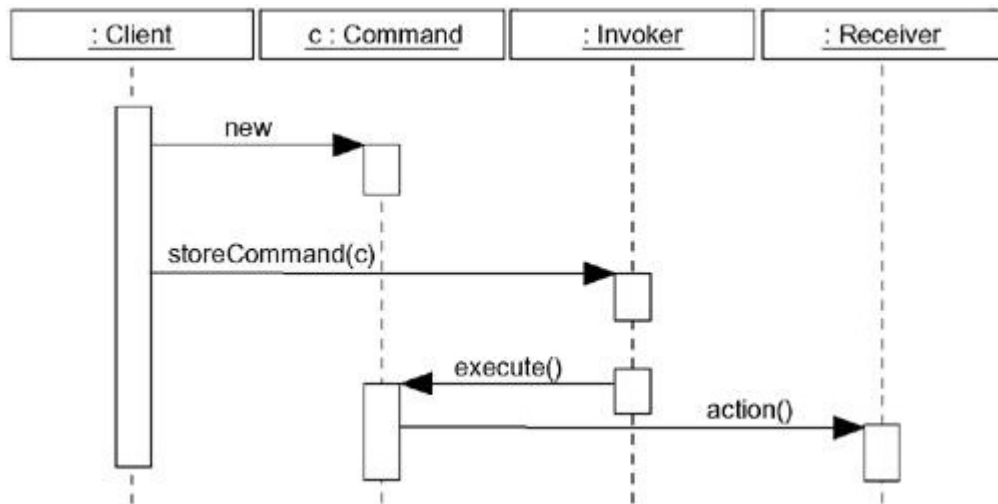 : Client
c : Command
: Invoker
: Receiver
new
storeCommand(c)
execute()
action()